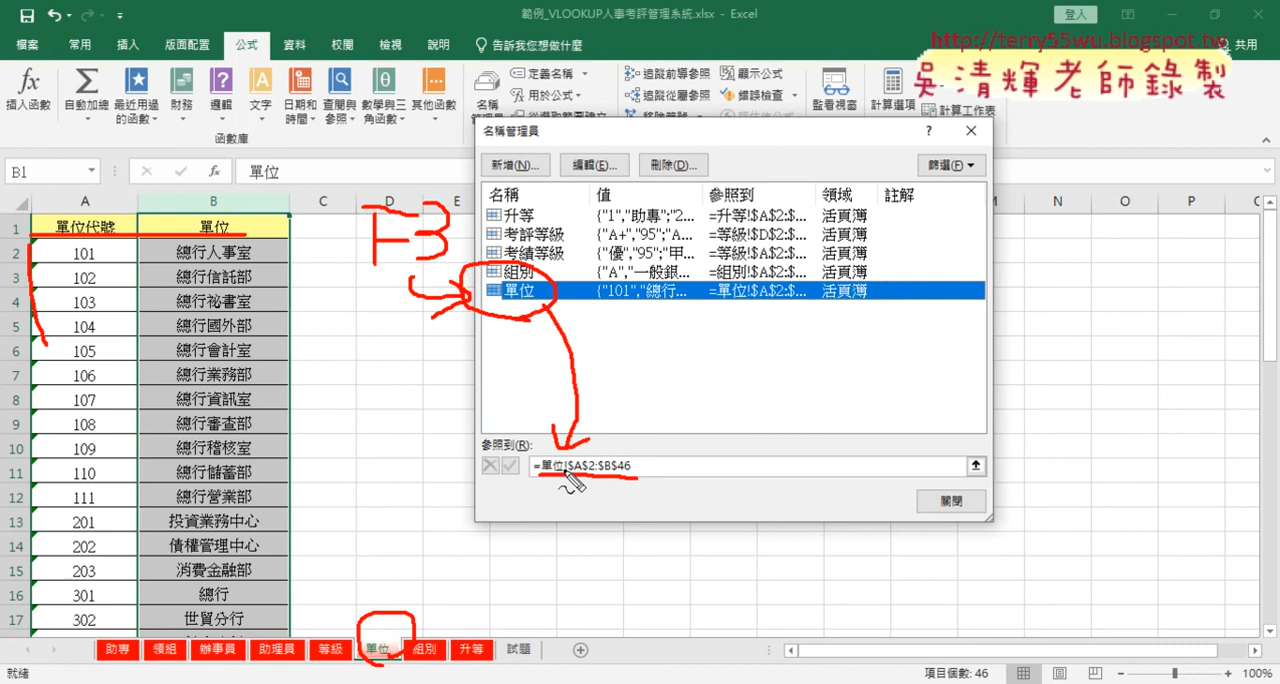 範例_VLOOKUP人事考評管理系統.xlsx - Excel
登入
檔案 常用 插入 版面配置 公式 資料 校閱 檢視 說明 告訴我您想做什麼 共用
http://terry55wu.blogspot.tw
吳清輝老師錄製
插入函數 自動加總 最近用過的函數 財務 邏輯 文字 日期和時間 查閱與參照 數學與三角函數 其他函數
函數庫
名稱
定義名稱
用於公式
追蹤前導參照
追蹤從屬參照
顯示公式
錯誤檢查
監看視窗
計算選項
計算工作表
B1
fx
單位
A B C D E M N O P
1 單位代號 單位
2 101 總行人事室
3 102 總行信託部
4 103 總行祕書室
5 104 總行國外部
6 105 總行會計室
7 106 總行業務部
8 107 總行資訊室
9 108 總行審查部
10 109 總行稽核室
11 110 總行儲蓄部
12 111 總行營業部
13 201 投資業務中心
14 202 債權管理中心
15 203 消費金融部
16 301 總行
17 302 世貿分行
F3
名稱管理員
?
新增(N)... 編輯(E)... 刪除(D)... 篩選(F)
名稱 值 參照到 領域 註解
升等 {"1","助專";"2... =升等!$A$2:$... 活頁簿
考評等級 {"A+","95";"A... =等級!$D$2:$... 活頁簿
考績等級 {"優","95";"甲... =等級!$A$2:$... 活頁簿
組別 {"A","一般銀... =組別!$A$2:$... 活頁簿
單位 {"101","總行... =單位!$A$2:$... 活頁簿
參照到(R):
=單位!$A$2:$B$46
關閉
助專 領組 辦事員 助理員 等級 單位 組別 升等 試題
就緒
項目個數: 46
100%